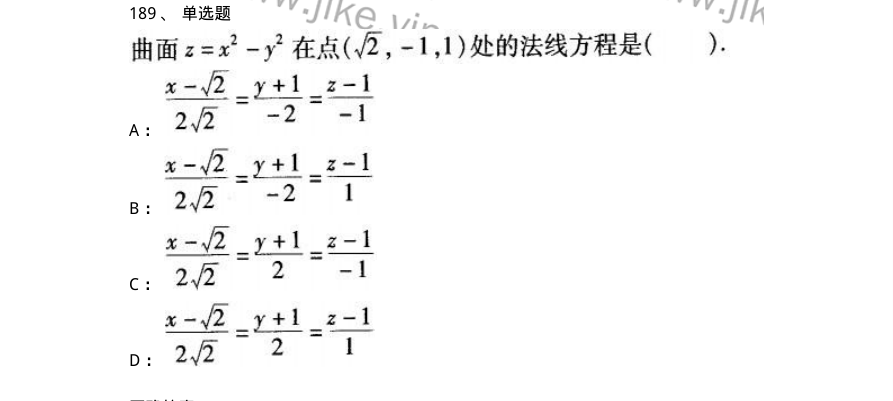 189、 单选题
曲面 z = x² − y² 在点(√2, −1,1)处的法线方程是(  ).
A: (x − √2)/(2√2) = (y + 1)/(−2) = (z − 1)/(−1)
B: (x − √2)/(2√2) = (y + 1)/(−2) = (z − 1)/1
C: (x − √2)/(2√2) = (y + 1)/2 = (z − 1)/(−1)
D: (x − √2)/(2√2) = (y + 1)/2 = (z − 1)/1